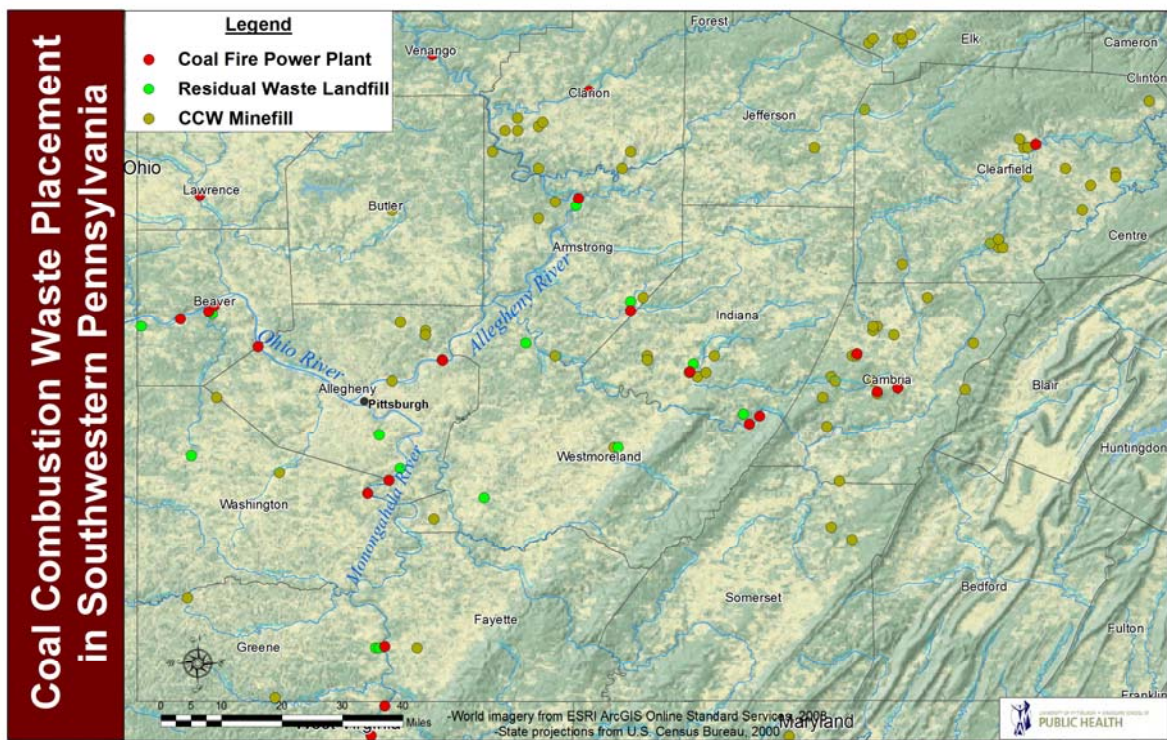 Coal Combustion Waste Placement
in Southwestern Pennsylvania
Legend
Coal Fire Power Plant
Residual Waste Landfill
CCW Minefill
Forest
Elk
Cameron
Venango
Clinton
Clarion
Jefferson
Ohio
Clearfield
Lawrence
Butler
Centre
Armstrong
Allegheny River
Beaver
Indiana
Ohio River
Allegheny
Pittsburgh
Cambria
Blair
Huntingdon
Westmoreland
Washington
Monongahela River
Bedford
Somerset
Fayette
Fulton
Greene
Franklin
0 5 10 20 30 40
Miles
West Virginia
-World imagery from ESRI ArcGIS Online Standard Services, 2008
Maryland
-State projections from U.S. Census Bureau, 2000
PUBLIC HEALTH